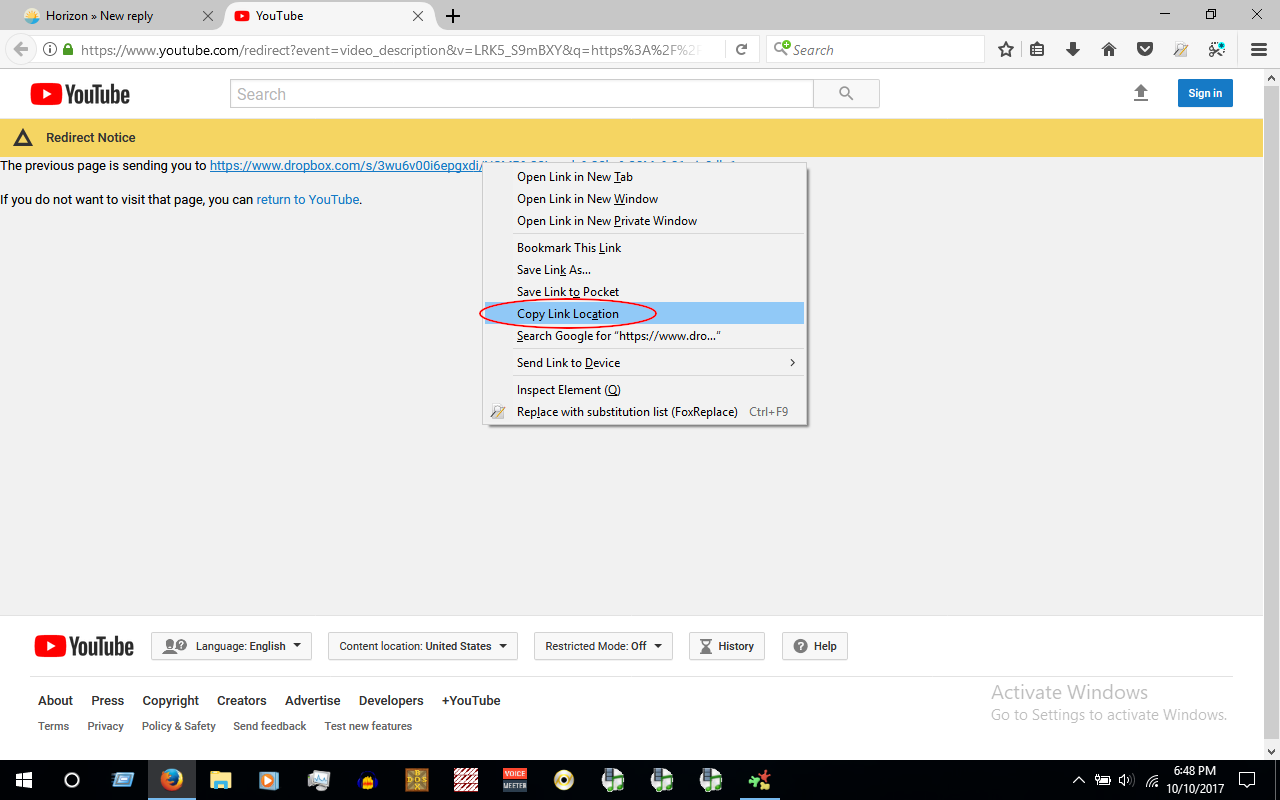 Horizon » New reply
YouTube
https://www.youtube.com/redirect?event=video_description&v=LRK5_S9mBXY&q=https%3A%2F%2F
Search
YouTube
Search
Sign in
Redirect Notice
The previous page is sending you to https://www.dropbox.com/s/3wu6v00i6epgxdi/
If you do not want to visit that page, you can return to YouTube.
Open Link in New Tab
Open Link in New Window
Open Link in New Private Window
Bookmark This Link
Save Link As...
Save Link to Pocket
Copy Link Location
Search Google for “https://www.dro...“
Send Link to Device
Inspect Element (Q)
Replace with substitution list (FoxReplace) Ctrl+F9
YouTube
Language: English
Content location: United States
Restricted Mode: Off
History
Help
About Press Copyright Creators Advertise Developers +YouTube
Terms Privacy Policy & Safety Send feedback Test new features
Activate Windows
Go to Settings to activate Windows.
VOICE
MEETER
6:48 PM
10/10/2017